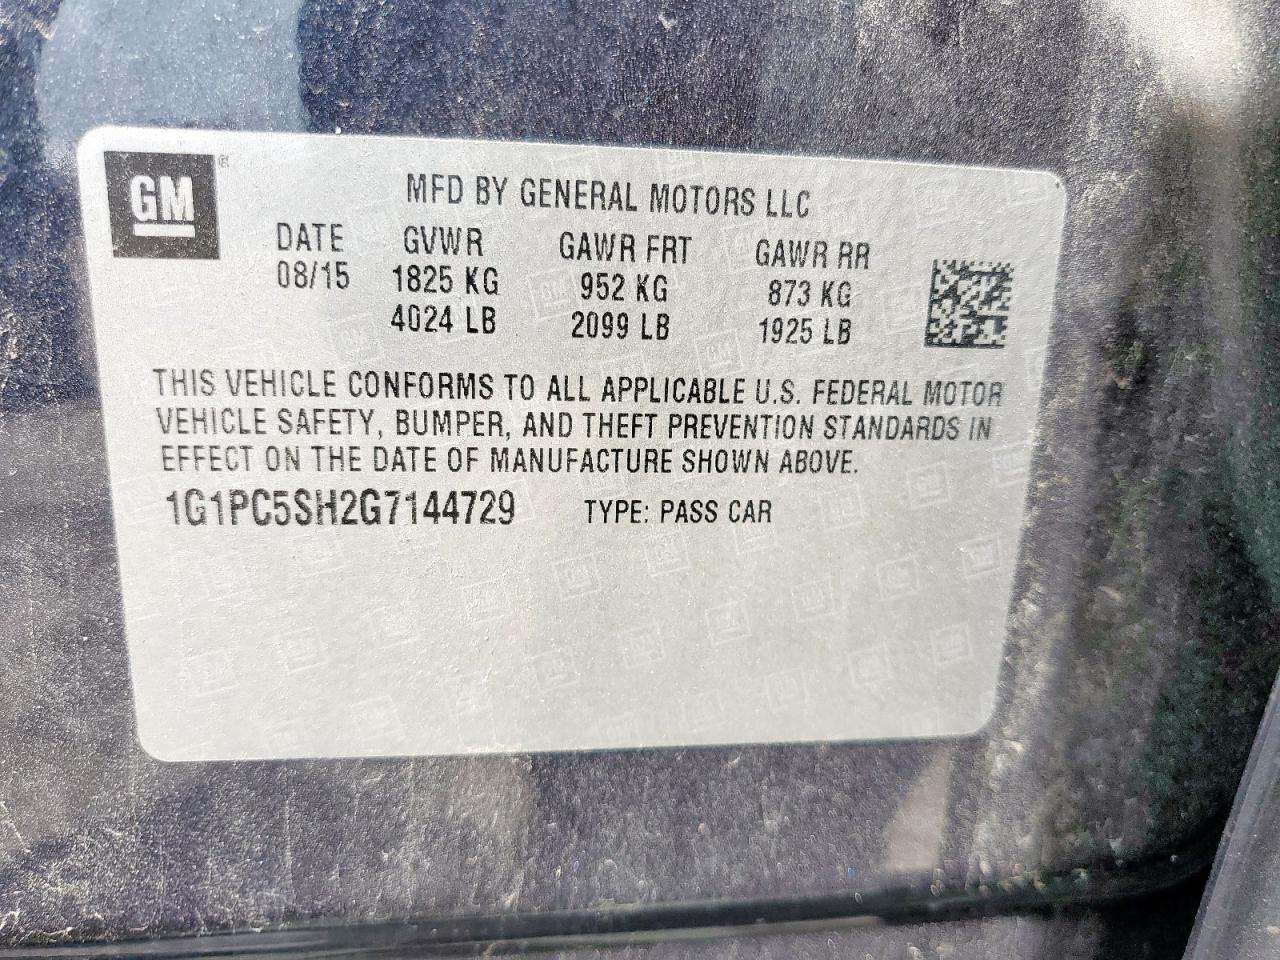 GM®
MFD BY GENERAL MOTORS LLC
DATE GVWR GAWR FRT GAWR RR
08/15 1825 KG 952 KG 873 KG
4024 LB 2099 LB 1925 LB
THIS VEHICLE CONFORMS TO ALL APPLICABLE U.S. FEDERAL MOTOR
VEHICLE SAFETY, BUMPER, AND THEFT PREVENTION STANDARDS IN
EFFECT ON THE DATE OF MANUFACTURE SHOWN ABOVE.
1G1PC5SH2G7144729 TYPE: PASS CAR